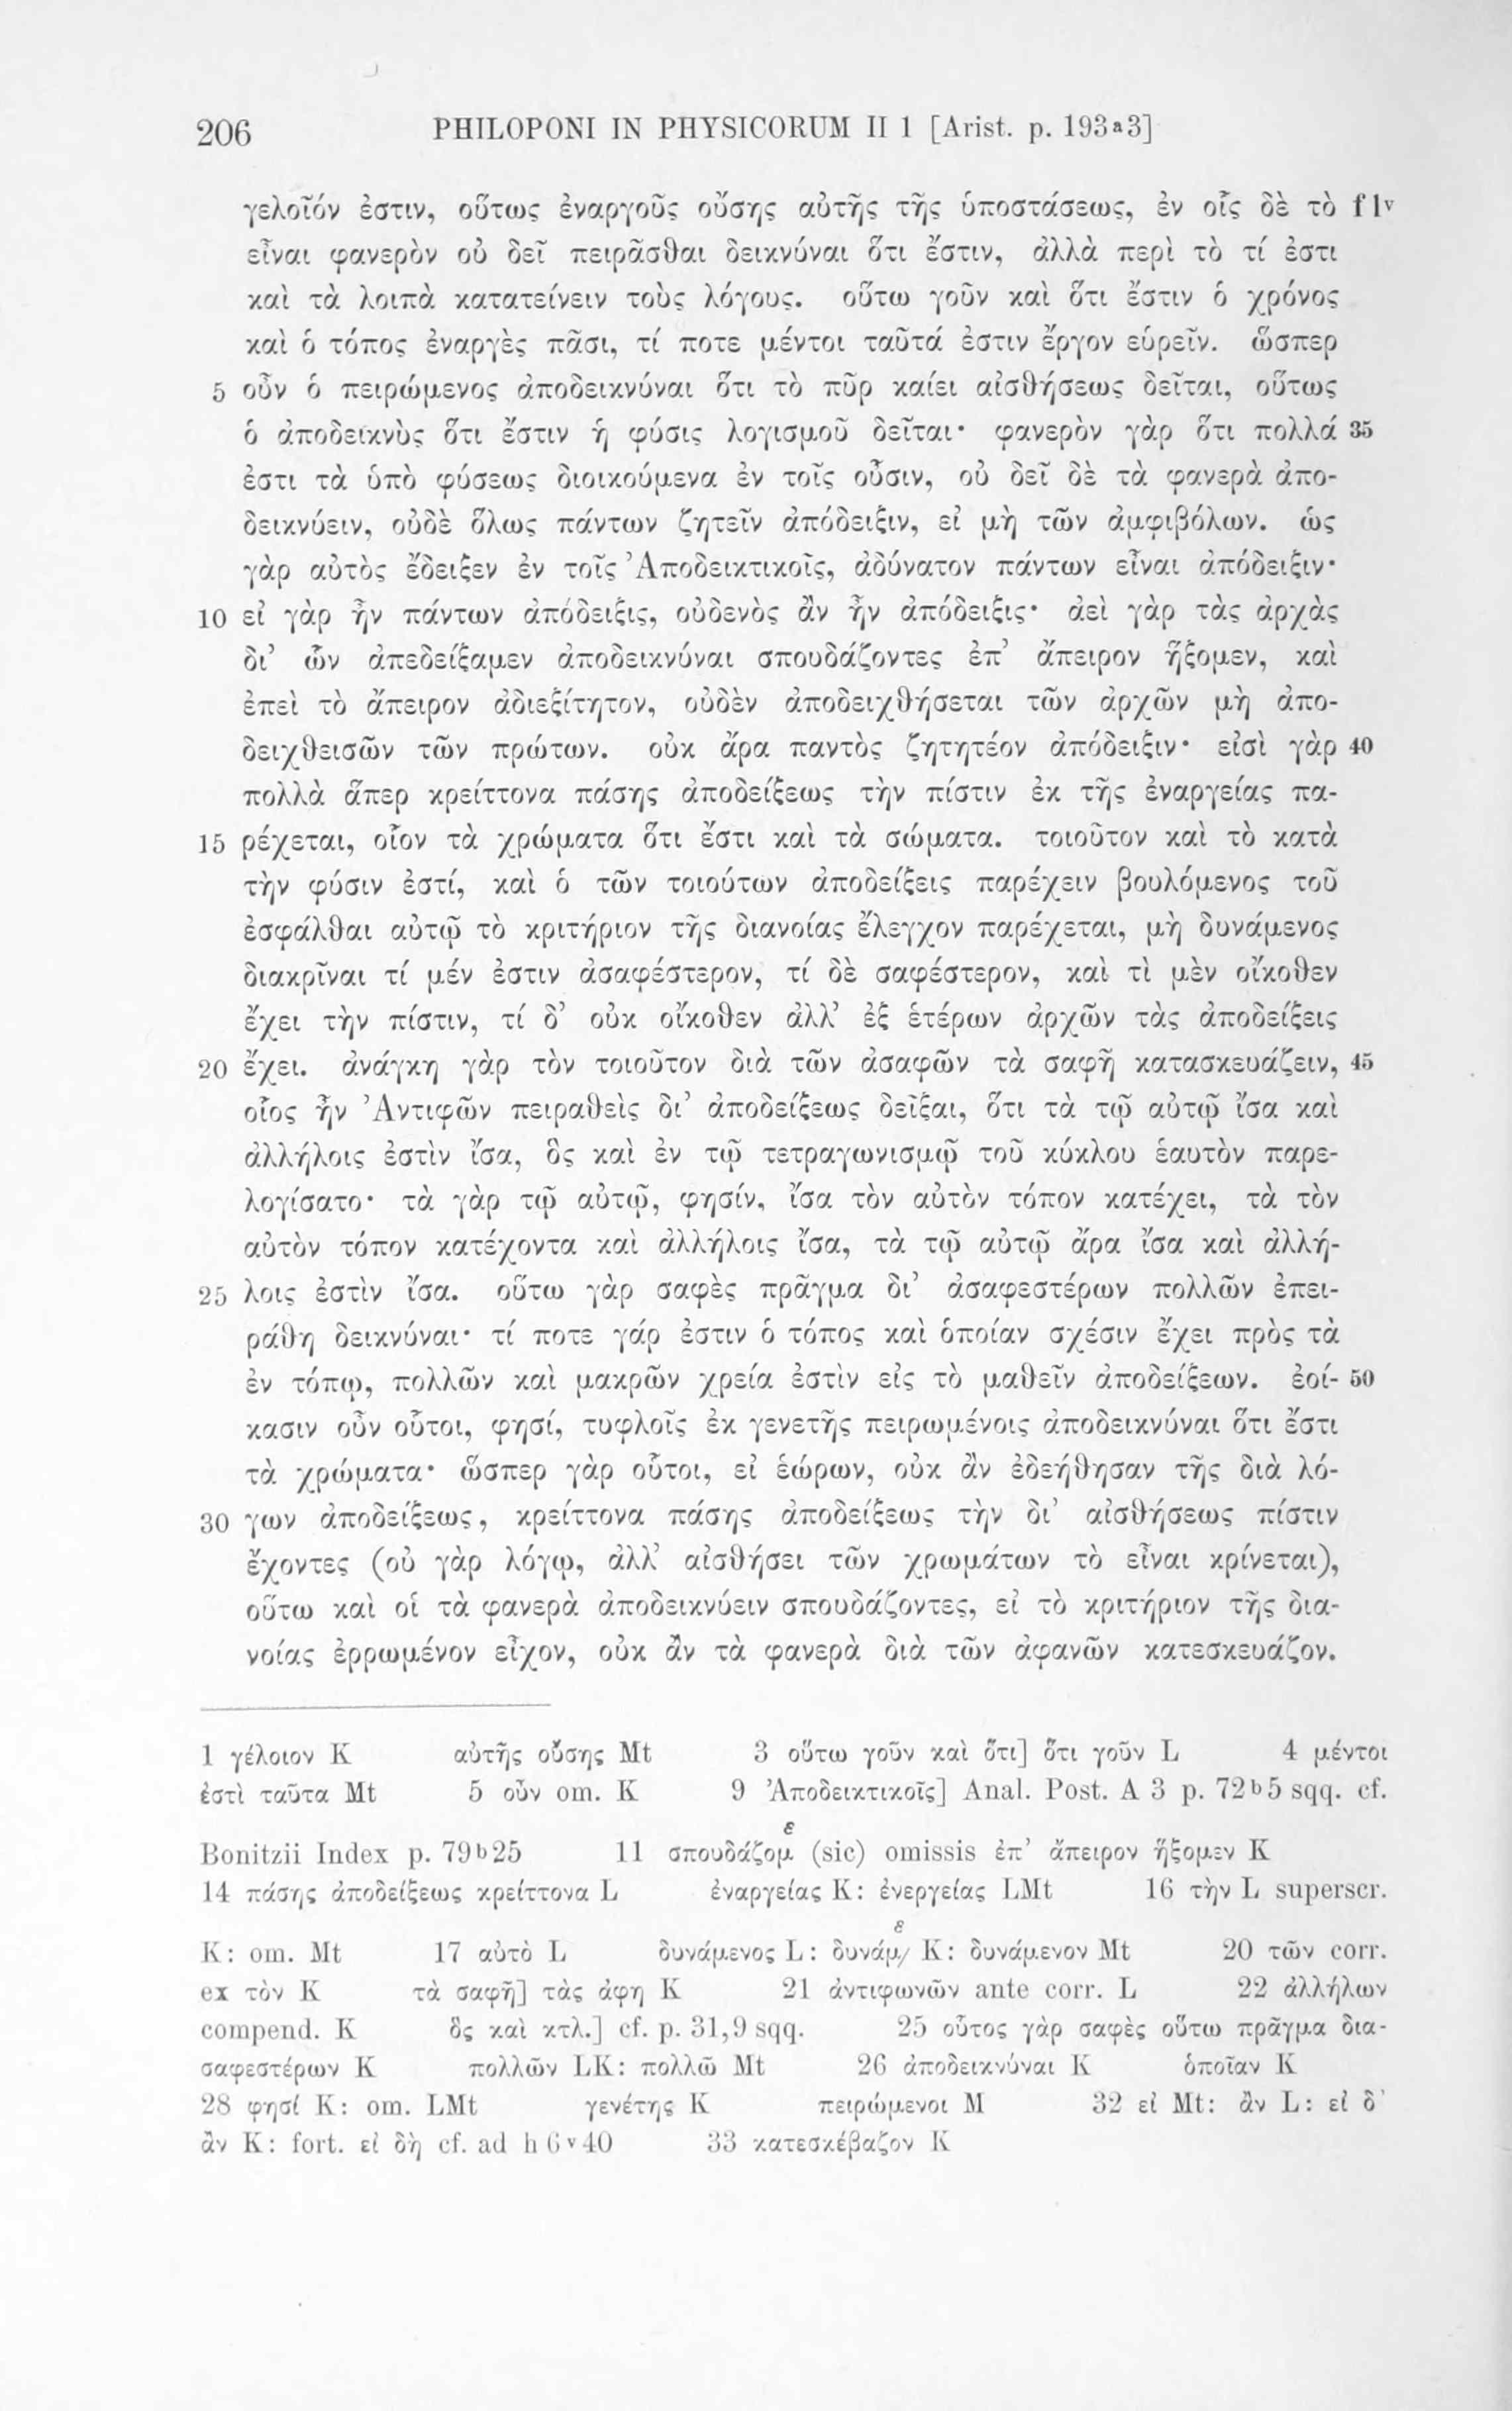 206 PHILOPONI IN PHYSICORUM II 1 [Arist. p. 193ᵃ3]
γελοῖόν ἐστιν, οὕτως ἐναργοῦς οὔσης αὐτῆς τῆς ὑποστάσεως, ἐν οἷς δὲ τὸ f 1ᵛ
εἶναι φανερὸν οὐ δεῖ πειρᾶσθαι δεικνύναι ὅτι ἔστιν, ἀλλὰ περὶ τὸ τί ἐστι
καὶ τὰ λοιπὰ κατατείνειν τοὺς λόγους. οὕτω γοῦν καὶ ὅτι ἔστιν ὁ χρόνος
καὶ ὁ τόπος ἐναργὲς πᾶσι, τί ποτε μέντοι ταῦτά ἐστιν ἔργον εὑρεῖν. ὥσπερ
5 οὖν ὁ πειρώμενος ἀποδεικνύναι ὅτι τὸ πῦρ καίει αἰσθήσεως δεῖται, οὕτως
ὁ ἀποδεικνὺς ὅτι ἔστιν ἡ φύσις λογισμοῦ δεῖται· φανερὸν γὰρ ὅτι πολλά 35
ἐστι τὰ ὑπὸ φύσεως διοικούμενα ἐν τοῖς οὖσιν, οὐ δεῖ δὲ τὰ φανερὰ ἀπο-
δεικνύειν, οὐδὲ ὅλως πάντων ζητεῖν ἀπόδειξιν, εἰ μὴ τῶν ἀμφιβόλων. ὡς
γὰρ αὐτὸς ἔδειξεν ἐν τοῖς Ἀποδεικτικοῖς, ἀδύνατον πάντων εἶναι ἀπόδειξιν·
10 εἰ γὰρ ἦν πάντων ἀπόδειξις, οὐδενὸς ἂν ἦν ἀπόδειξις· ἀεὶ γὰρ τὰς ἀρχὰς
δι’ ὧν ἀπεδείξαμεν ἀποδεικνύναι σπουδάζοντες ἐπ’ ἄπειρον ἥξομεν, καὶ
ἐπεὶ τὸ ἄπειρον ἀδιεξίτητον, οὐδὲν ἀποδειχθήσεται τῶν ἀρχῶν μὴ ἀπο-
δειχθεισῶν τῶν πρώτων. οὐκ ἄρα παντὸς ζητητέον ἀπόδειξιν· εἰσὶ γὰρ 40
πολλὰ ἅπερ κρείττονα πάσης ἀποδείξεως τὴν πίστιν ἐκ τῆς ἐναργείας πα-
15 ρέχεται, οἷον τὰ χρώματα ὅτι ἔστι καὶ τὰ σώματα. τοιοῦτον καὶ τὸ κατὰ
τὴν φύσιν ἐστί, καὶ ὁ τῶν τοιούτων ἀποδείξεις παρέχειν βουλόμενος τοῦ
ἐσφάλθαι αὐτῷ τὸ κριτήριον τῆς διανοίας ἔλεγχον παρέχεται, μὴ δυνάμενος
διακρῖναι τί μέν ἐστιν ἀσαφέστερον, τί δὲ σαφέστερον, καὶ τὶ μὲν οἴκοθεν
ἔχει τὴν πίστιν, τί δ’ οὐκ οἴκοθεν ἀλλ’ ἐξ ἑτέρων ἀρχῶν τὰς ἀποδείξεις
20 ἔχει. ἀνάγκη γὰρ τὸν τοιοῦτον διὰ τῶν ἀσαφῶν τὰ σαφῆ κατασκευάζειν, 45
οἷος ἦν Ἀντιφῶν πειραθεὶς δι’ ἀποδείξεως δεῖξαι, ὅτι τὰ τῷ αὐτῷ ἴσα καὶ
ἀλλήλοις ἐστὶν ἴσα, ὃς καὶ ἐν τῷ τετραγωνισμῷ τοῦ κύκλου ἑαυτὸν παρε-
λογίσατο· τὰ γὰρ τῷ αὐτῷ, φησίν, ἴσα τὸν αὐτὸν τόπον κατέχει, τὰ τὸν
αὐτὸν τόπον κατέχοντα καὶ ἀλλήλοις ἴσα, τὰ τῷ αὐτῷ ἄρα ἴσα καὶ ἀλλή-
25 λοις ἐστὶν ἴσα. οὕτω γὰρ σαφὲς πρᾶγμα δι’ ἀσαφεστέρων πολλῶν ἐπει-
ράθη δεικνύναι· τί ποτε γάρ ἐστιν ὁ τόπος καὶ ὁποίαν σχέσιν ἔχει πρὸς τὰ
ἐν τόπῳ, πολλῶν καὶ μακρῶν χρεία ἐστὶν εἰς τὸ μαθεῖν ἀποδείξεων. ἐοί- 50
κασιν οὖν οὗτοι, φησί, τυφλοῖς ἐκ γενετῆς πειρωμένοις ἀποδεικνύναι ὅτι ἔστι
τὰ χρώματα· ὥσπερ γὰρ οὗτοι, εἰ ἑώρων, οὐκ ἂν ἐδεήθησαν τῆς διὰ λό-
30 γων ἀποδείξεως, κρείττονα πάσης ἀποδείξεως τὴν δι’ αἰσθήσεως πίστιν
ἔχοντες (οὐ γὰρ λόγῳ, ἀλλ’ αἰσθήσει τῶν χρωμάτων τὸ εἶναι κρίνεται),
οὕτω καὶ οἱ τὰ φανερὰ ἀποδεικνύειν σπουδάζοντες, εἰ τὸ κριτήριον τῆς δια-
νοίας ἐρρωμένον εἶχον, οὐκ ἂν τὰ φανερὰ διὰ τῶν ἀφανῶν κατεσκευάζον.
1 γέλοιον K αὐτῆς οὔσης Mt 3 οὕτω γοῦν καὶ ὅτι] ὅτι γοῦν L 4 μέντοι
ἐστὶ ταῦτα Mt 5 οὖν om. K 9 Ἀποδεικτικοῖς] Anal. Post. A 3 p. 72ᵇ5 sqq. cf.
Bonitzii Index p. 79ᵇ25 11 σπουδάζομ<sup>ε</sup> (sic) omissis ἐπ’ ἄπειρον ἥξομεν K
14 πάσης ἀποδείξεως κρείττονα L ἐναργείας K: ἐνεργείας LMt 16 τὴν L superscr.
K: om. Mt 17 αὐτὸ L δυνάμενος L: δυνάμ<sup>ε</sup>/ K: δυνάμενον Mt 20 τῶν corr.
ex τὸν K τὰ σαφῆ] τὰς ἀφη K 21 ἀντιφωνῶν ante corr. L 22 ἀλλήλων
compend. K ὃς καὶ κτλ.] cf. p. 31,9 sqq. 25 οὗτος γὰρ σαφὲς οὕτω πρᾶγμα δια-
σαφεστέρων K πολλῶν LK: πολλῶ Mt 26 ἀποδεικνύναι K ὁποῖαν K
28 φησί K: om. LMt γενέτης K πειρώμενοι M 32 εἰ Mt: ἂν L: εἰ δ’
ἂν K: fort. εἰ δὴ cf. ad h 6ᵛ40 33 κατεσκέβαζον K